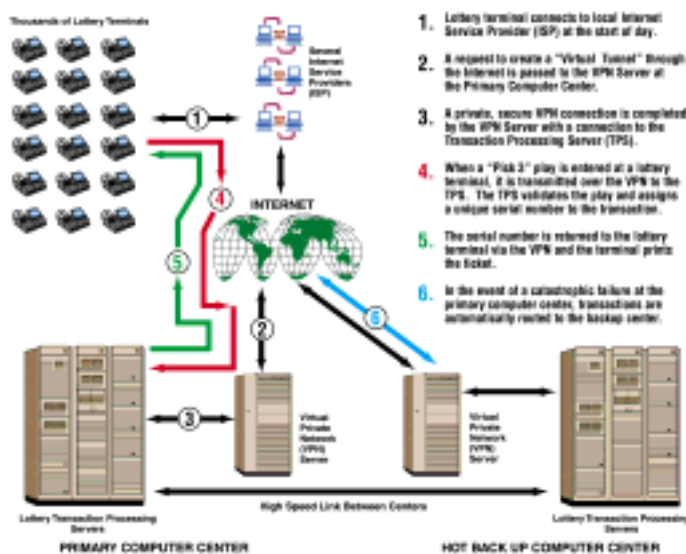 Thousands of Lottery Terminals
Several
Internet
Service
Providers
(ISP)
1
4
5
INTERNET
2
6
3
Virtual
Private
Network
(VPN)
Server
Virtual
Private
Network
(VPN)
Server
High Speed Link Between Centers
Lottery Transaction Processing
Servers
Lottery Transaction Processing
Servers
PRIMARY COMPUTER CENTER
HOT BACK UP COMPUTER CENTER
1. Lottery terminal connects to local Internet
Service Provider (ISP) at the start of day.
2. A request to create a "Virtual Tunnel" through
the Internet is passed to the VPN Server at
the Primary Computer Center.
3. A private, secure VPN connection is completed
by the VPN Server with a connection to the
Transaction Processing Server (TPS).
4. When a "Pick 3" play is entered at a lottery
terminal, it is transmitted over the VPN to the
TPS. The TPS validates the play and assigns
a unique serial number to the transaction.
5. The serial number is returned to the lottery
terminal via the VPN and the terminal prints
the ticket.
6. In the event of a catastrophic failure at the
primary computer center, transactions are
automatically routed to the backup center.